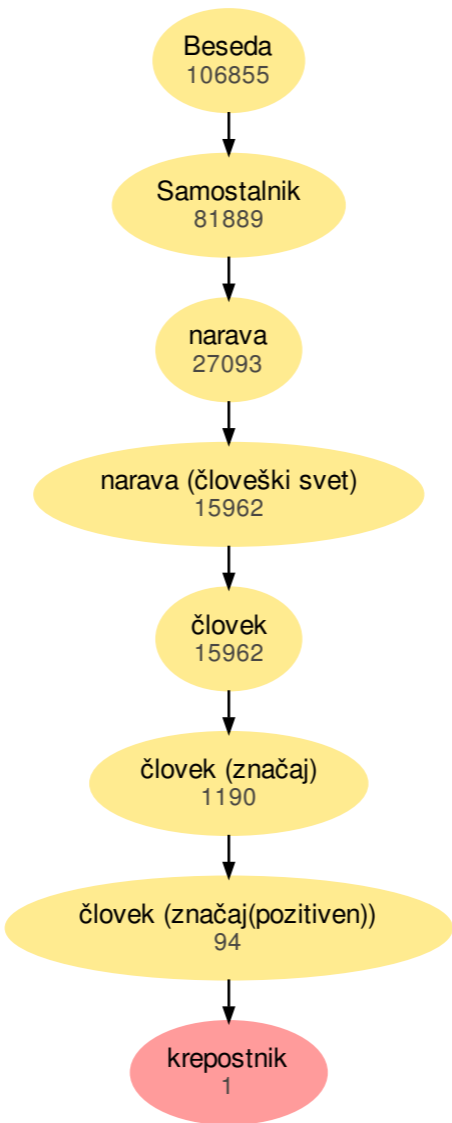 Beseda
106855
Samostalnik
81889
narava
27093
narava (človeški svet)
15962
človek
15962
človek (značaj)
1190
človek (značaj(pozitiven))
94
krepostnik
1